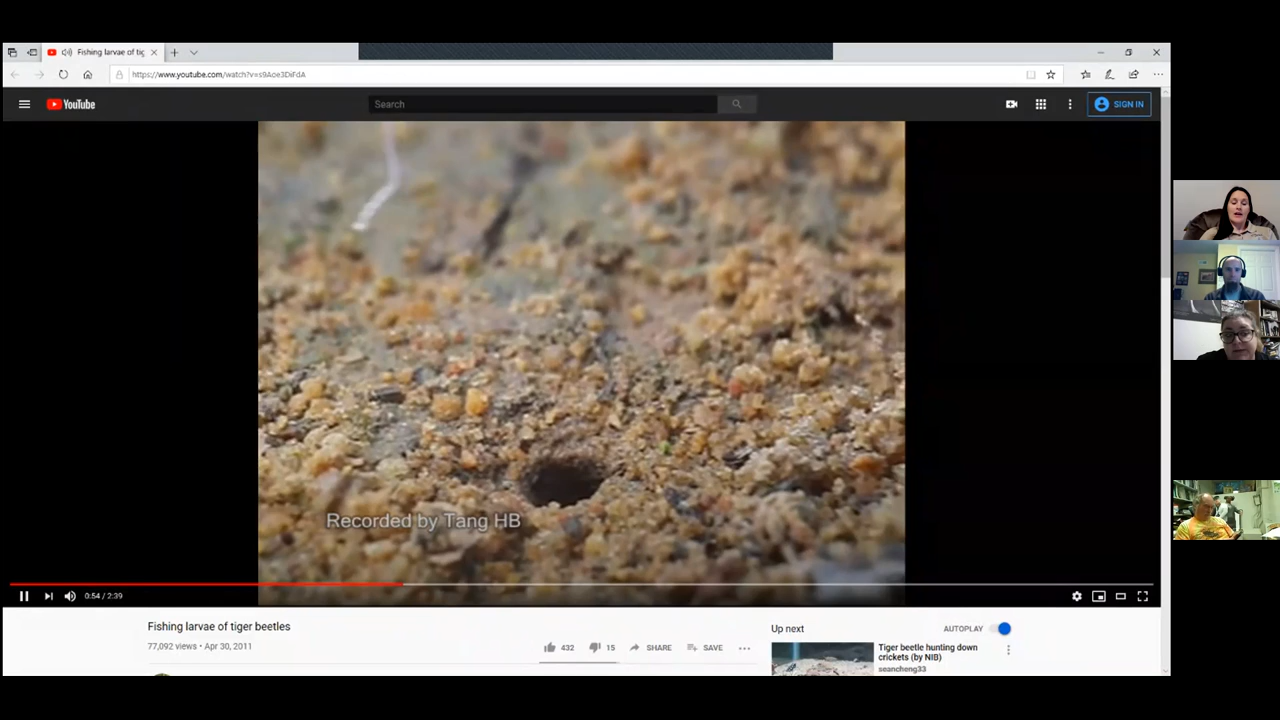 Fishing larvae of tig
https://www.youtube.com/watch?v=s9Aoe3DiFdA
YouTube
Search
SIGN IN
Recorded by Tang HB
0:54 / 2:39
Fishing larvae of tiger beetles
77,092 views • Apr 30, 2011
432
15
SHARE
SAVE
Up next
AUTOPLAY
Tiger beetle hunting down
crickets (by NIB)
seancheng33